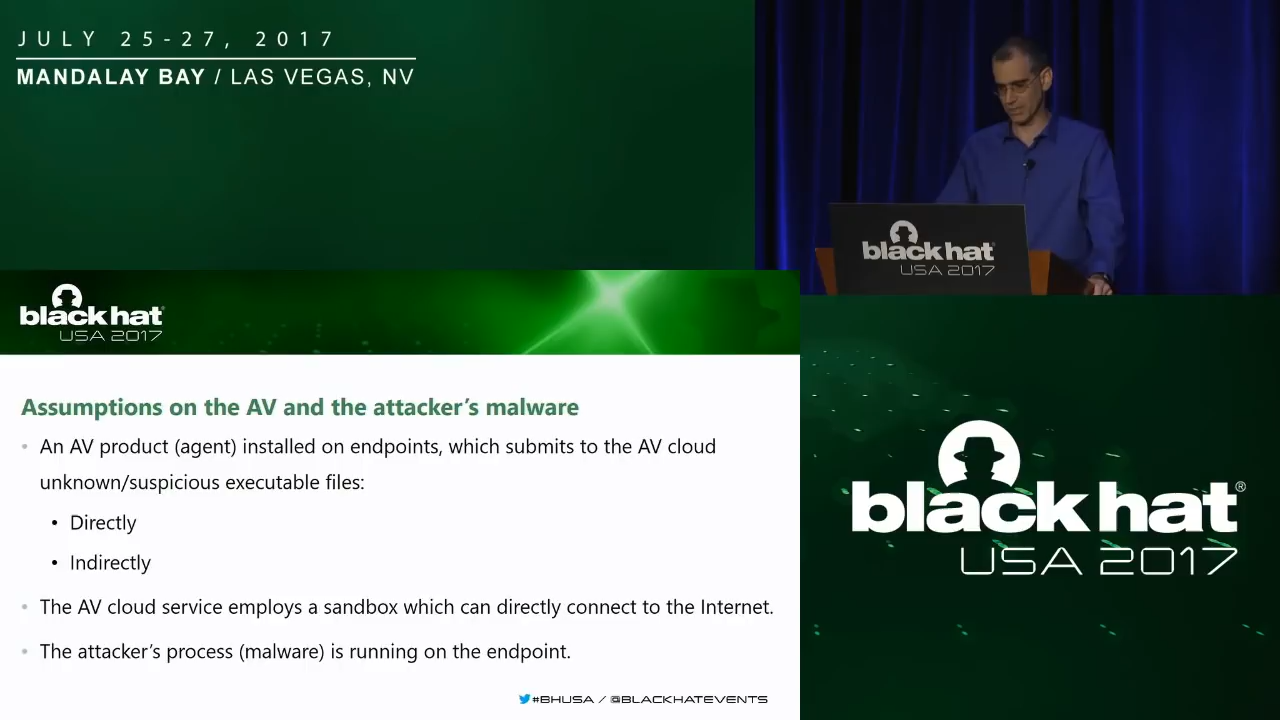 JULY 25-27, 2017
MANDALAY BAY / LAS VEGAS, NV
black hat
USA 2017
black hat®
USA 2017
Assumptions on the AV and the attacker's malware
• An AV product (agent) installed on endpoints, which submits to the AV cloud
unknown/suspicious executable files:
• Directly
• Indirectly
• The AV cloud service employs a sandbox which can directly connect to the Internet.
• The attacker's process (malware) is running on the endpoint.
#BHUSA / @BLACKHATEVENTS
black hat®
USA 2017